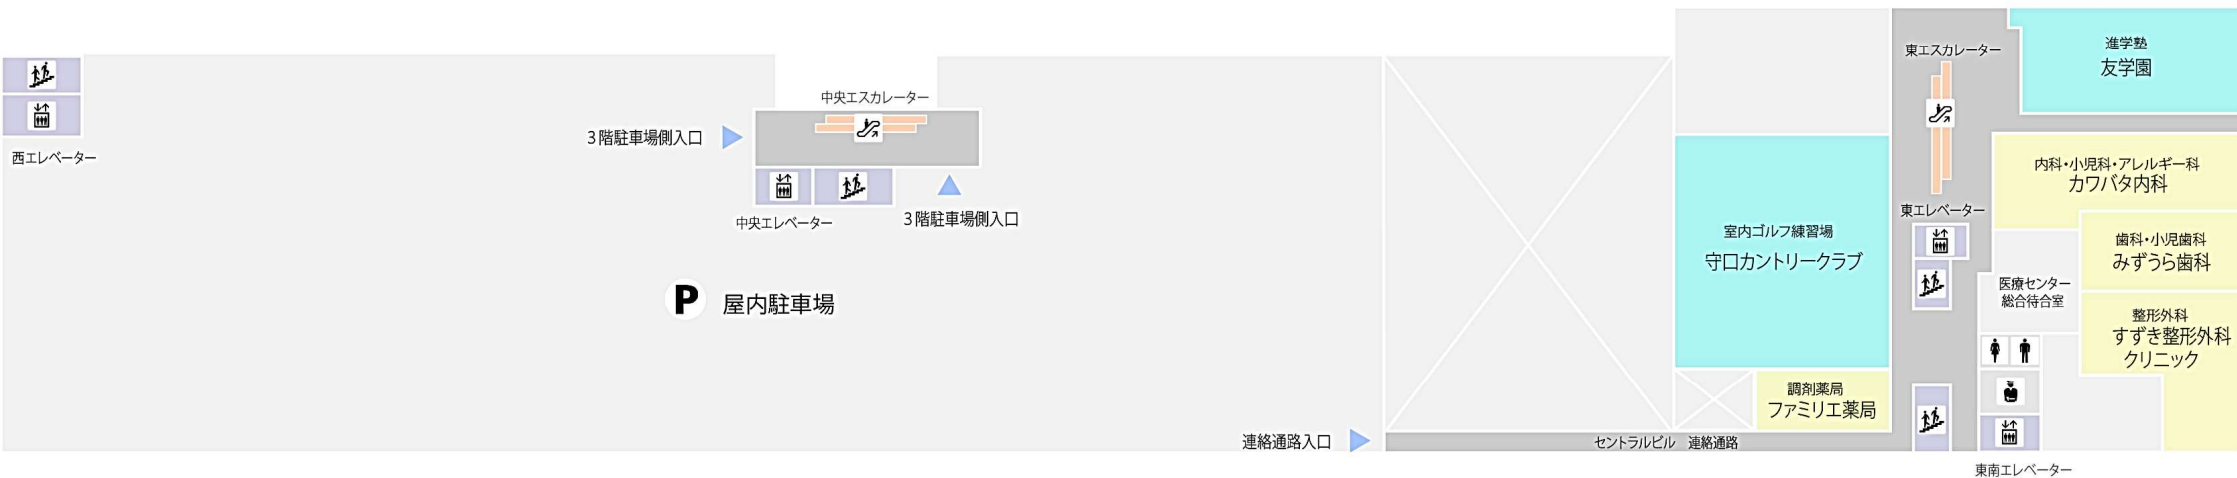 西エレベーター
中央エスカレーター
3階駐車場側入口
中央エレベーター
3階駐車場側入口
P 屋内駐車場
連絡通路入口
セントラルビル 連絡通路
室内ゴルフ練習場
守口カントリークラブ
調剤薬局
ファミリエ薬局
東エスカレーター
東エレベーター
進学塾
友学園
内科・小児科・アレルギー科
カワバタ内科
歯科・小児歯科
みずうら歯科
医療センター
総合待合室
整形外科
すずき整形外科
クリニック
東南エレベーター